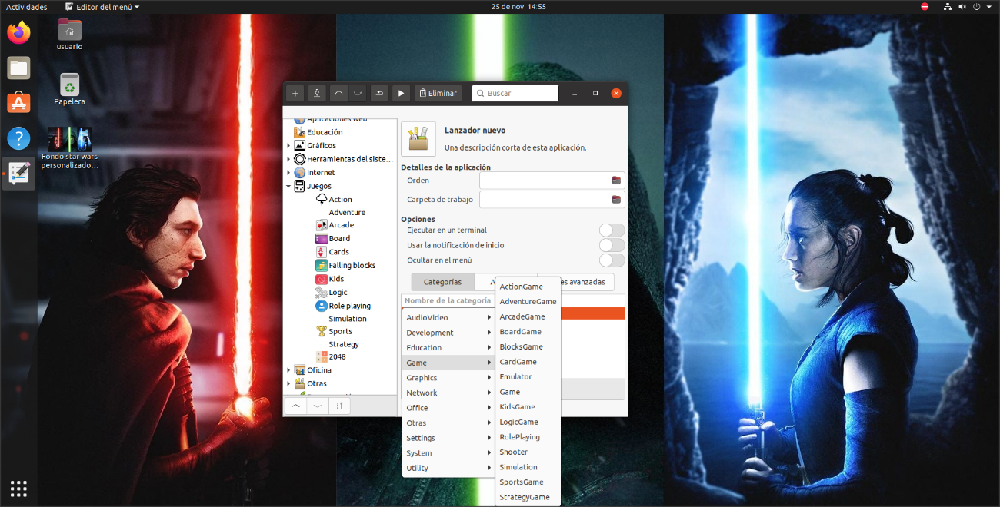 Actividades
Editor del menú
25 de nov 14:55
usuario
Papelera
Fondo star wars
personalizado...
Eliminar
Buscar
Aplicaciones web
Educación
Gráficos
Herramientas del siste...
Internet
Juegos
Action
Adventure
Arcade
Board
Cards
Falling blocks
Kids
Logic
Role playing
Simulation
Sports
Strategy
2048
Oficina
Otras
Lanzador nuevo
Una descripción corta de esta aplicación.
Detalles de la aplicación
Orden
Carpeta de trabajo
Opciones
Ejecutar en un terminal
Usar la notificación de inicio
Ocultar en el menú
Categorías
A
es avanzadas
Nombre de la categoría
AudioVideo
Development
Education
Game
Graphics
Network
Office
Otras
Settings
System
Utility
ActionGame
AdventureGame
ArcadeGame
BoardGame
BlocksGame
CardGame
Emulator
Game
KidsGame
LogicGame
RolePlaying
Shooter
Simulation
SportsGame
StrategyGame